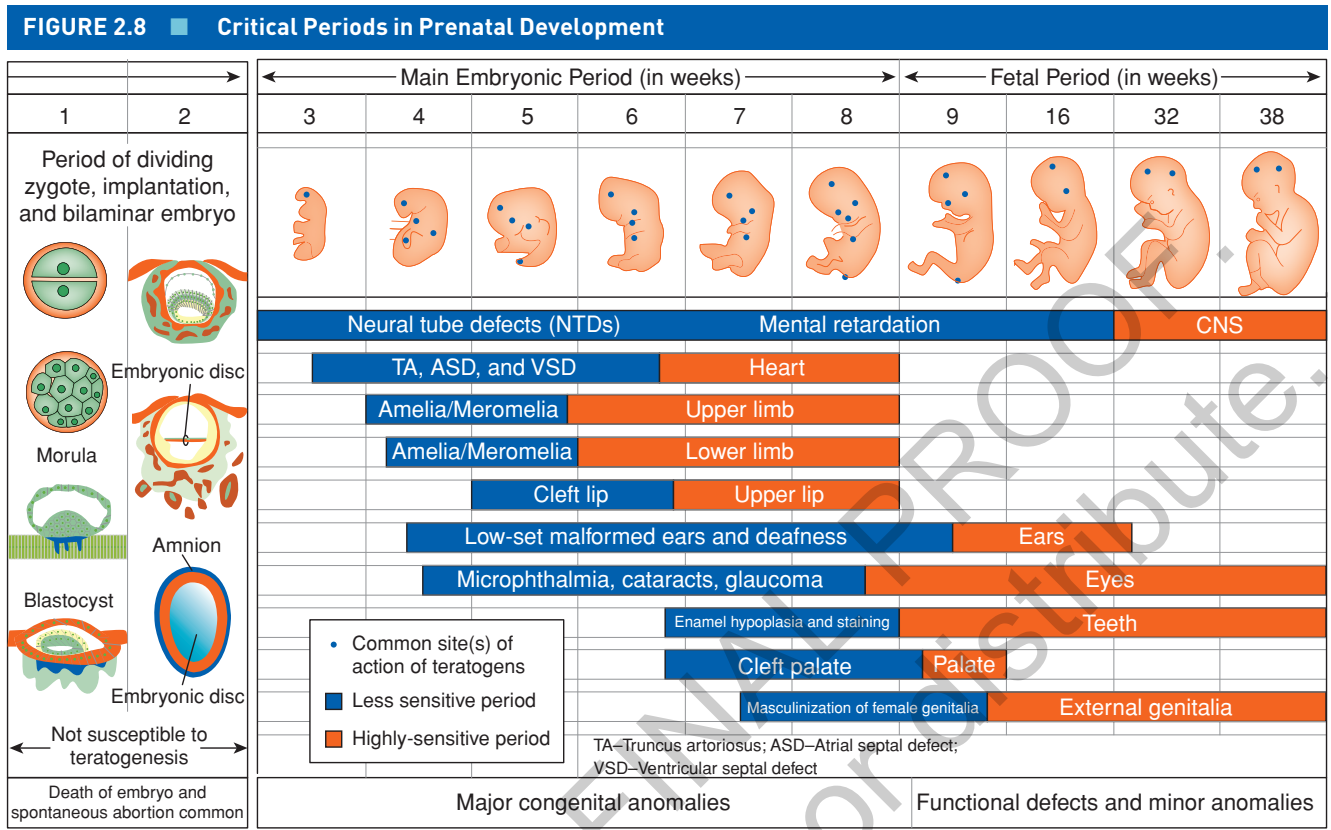 FIGURE 2.8 ■ Critical Periods in Prenatal Development
Main Embryonic Period (in weeks)
Fetal Period (in weeks)
1 2 3 4 5 6 7 8 9 16 32 38
Period of dividing
zygote, implantation,
and bilaminar embryo
Embryonic disc
Morula
Amnion
Blastocyst
Embryonic disc
Not susceptible to
teratogenesis
Death of embryo and
spontaneous abortion common
Neural tube defects (NTDs) Mental retardation CNS
TA, ASD, and VSD Heart
Amelia/Meromelia Upper limb
Amelia/Meromelia Lower limb
Cleft lip Upper lip
Low-set malformed ears and deafness Ears
Microphthalmia, cataracts, glaucoma Eyes
Enamel hypoplasia and staining Teeth
Cleft palate Palate
Masculinization of female genitalia External genitalia
Common site(s) of
action of teratogens
Less sensitive period
Highly-sensitive period
TA–Truncus artoriosus; ASD–Atrial septal defect;
VSD–Ventricular septal defect
Major congenital anomalies
Functional defects and minor anomalies
FINAL PROOF.
or distribute.